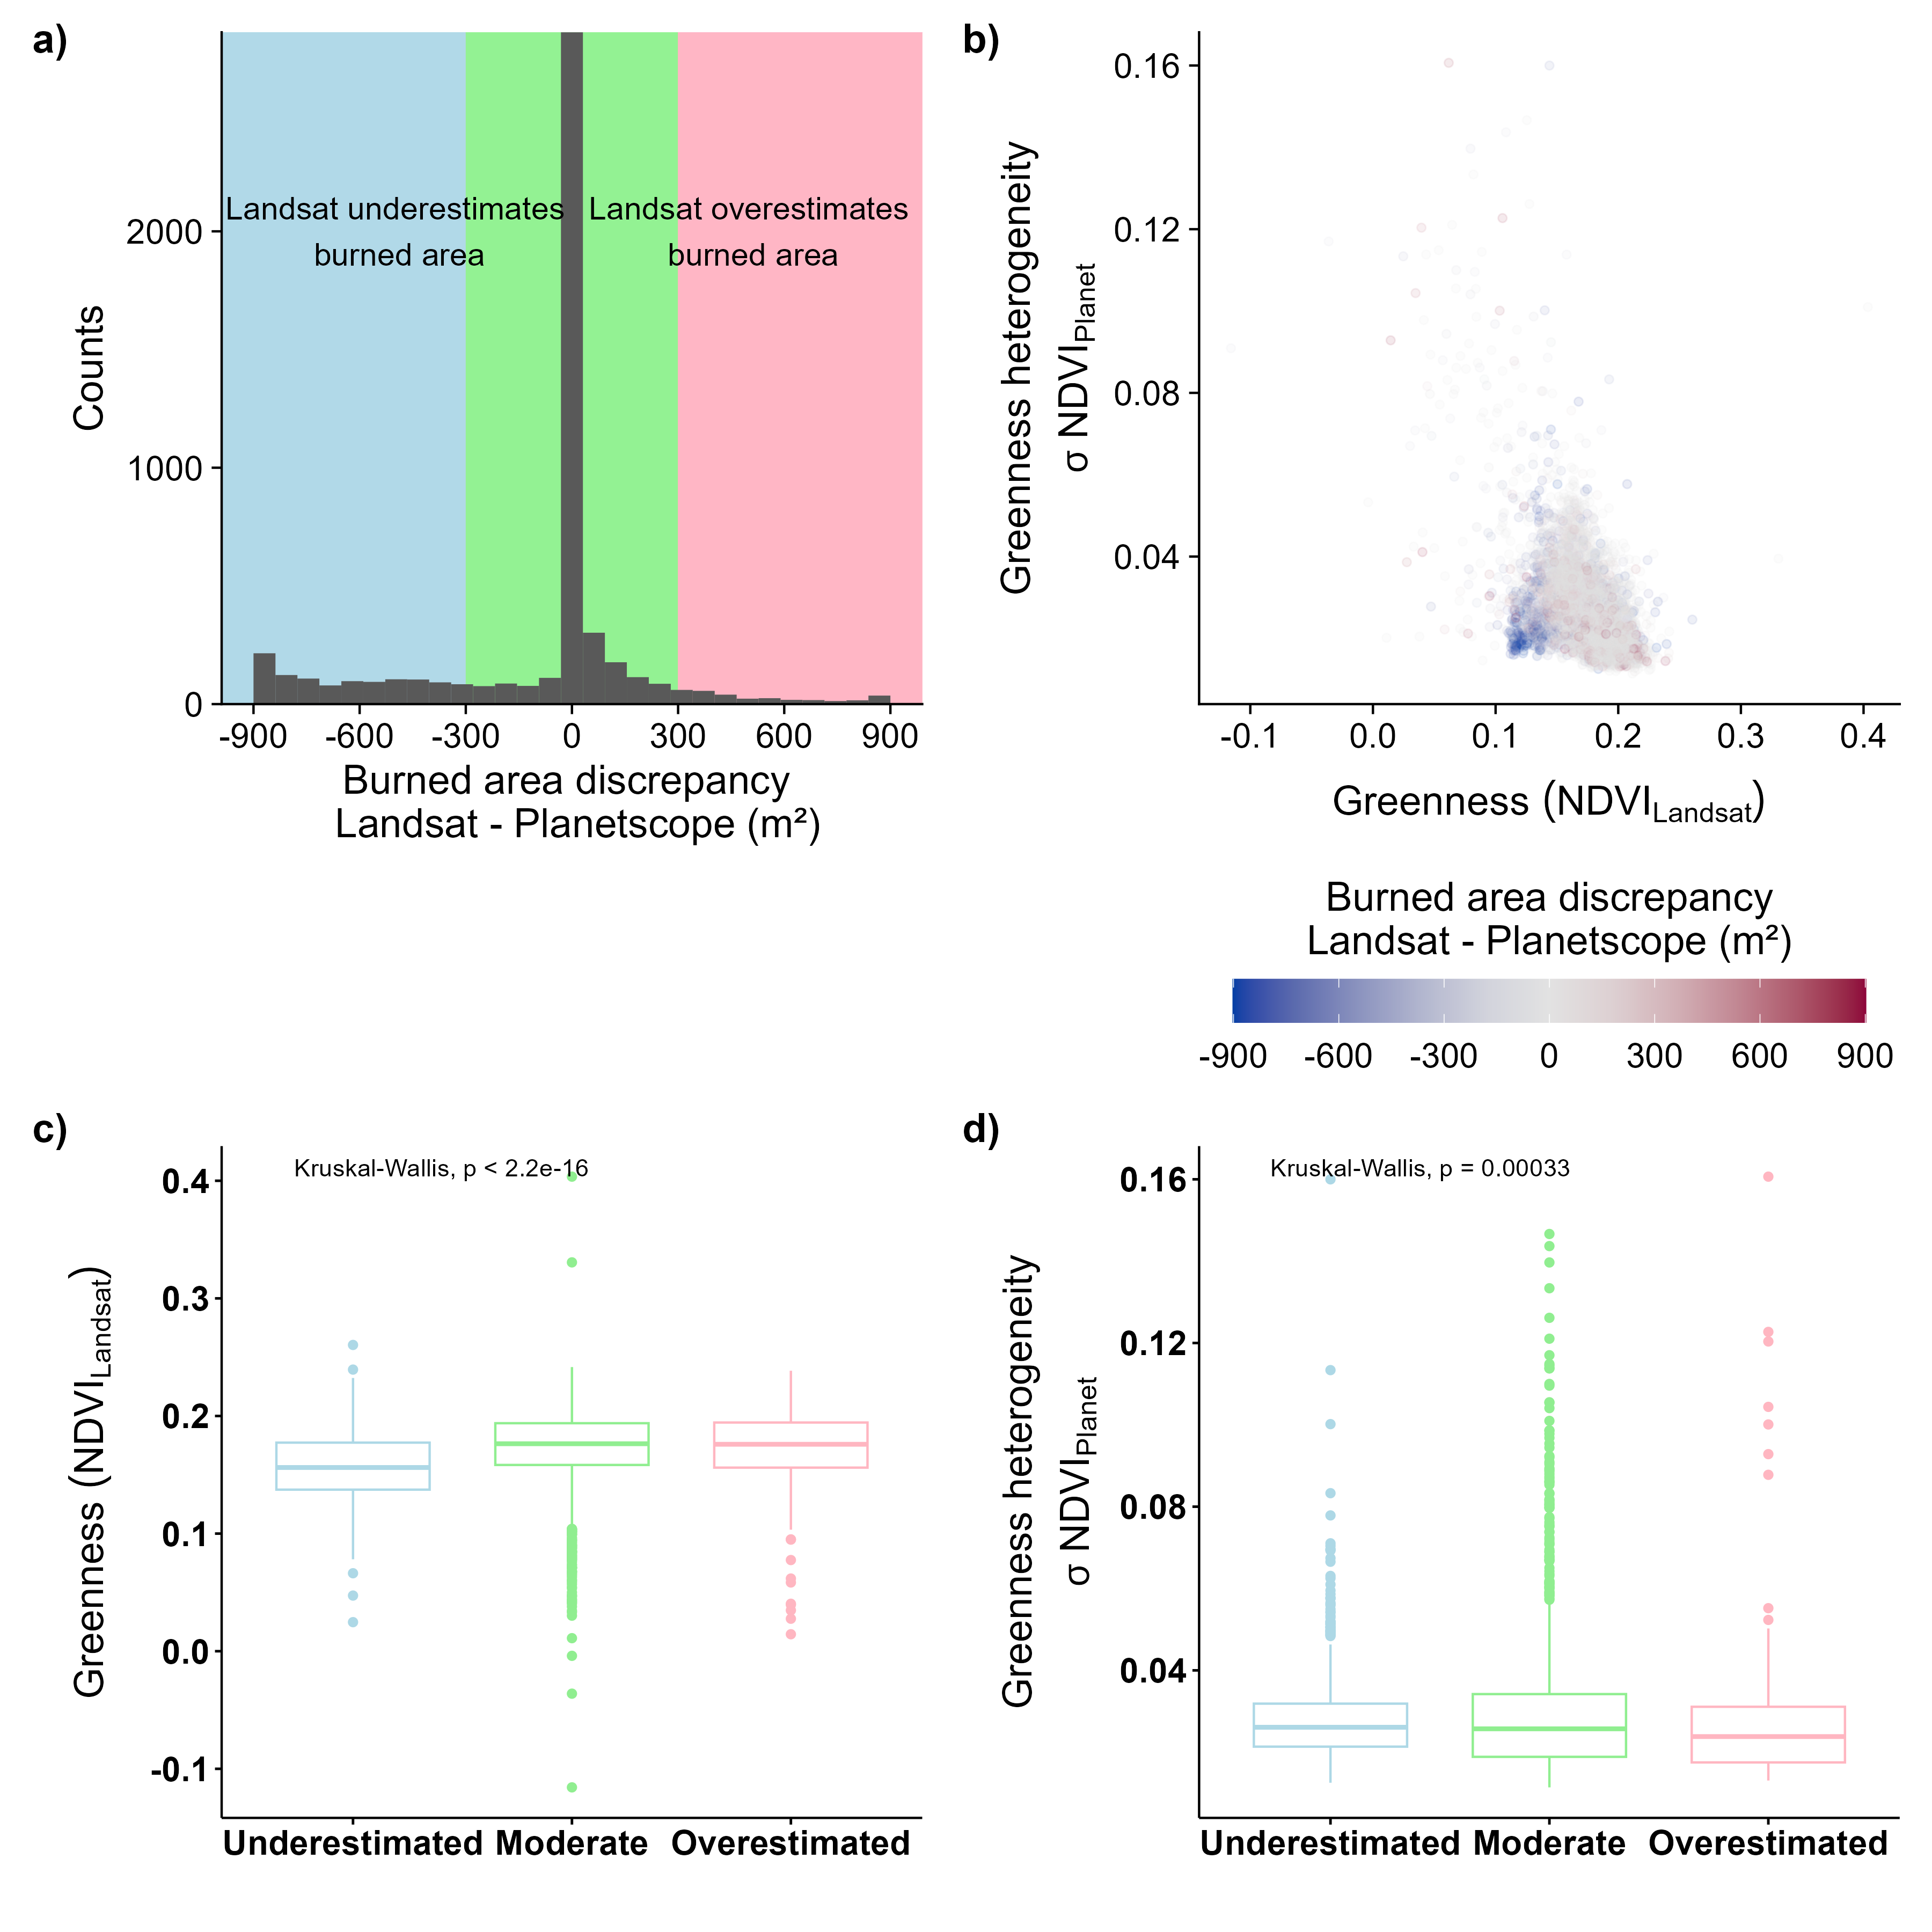 a)
Landsat underestimates
burned area
Landsat overestimates
burned area
Counts
2000
1000
0
-900 -600 -300 0 300 600 900
Burned area discrepancy
Landsat - Planetscope (m²)
b)
Greenness heterogeneity
σ NDVIPlanet
0.16
0.12
0.08
0.04
-0.1 0.0 0.1 0.2 0.3 0.4
Greenness (NDVILandsat)
Burned area discrepancy
Landsat - Planetscope (m²)
-900 -600 -300 0 300 600 900
c)
Kruskal-Wallis, p < 2.2e-16
Greenness (NDVILandsat)
0.4
0.3
0.2
0.1
0.0
-0.1
Underestimated Moderate Overestimated
d)
Kruskal-Wallis, p = 0.00033
Greenness heterogeneity
σ NDVIPlanet
0.16
0.12
0.08
0.04
Underestimated Moderate Overestimated